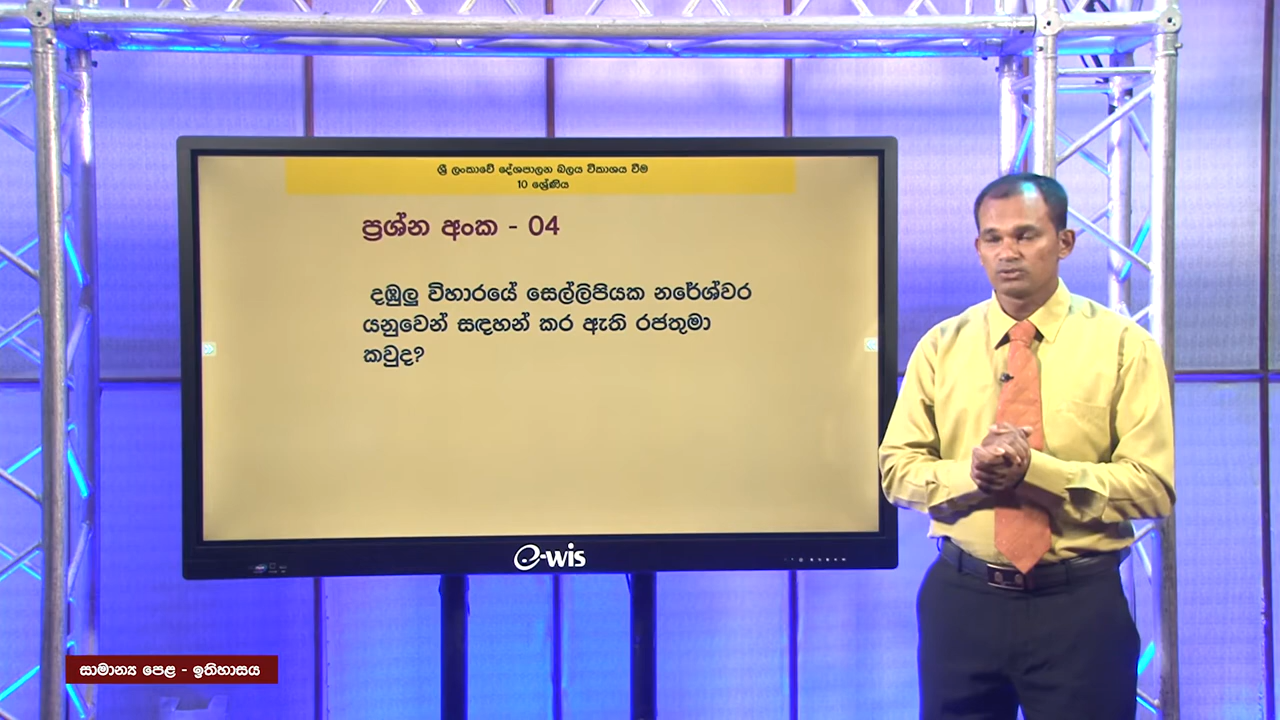 ශ්‍රී ලංකාවේ දේශපාලන බලය විකාශය වීම
10 ශ්‍රේණිය
ප්‍රශ්න අංක - 04
දඹුලු විහාරයේ සෙල්ලිපියක නරේශ්වර
යනුවෙන් සඳහන් කර ඇති රජතුමා
කවුද?
e-wis
සාමාන්‍ය පෙළ - ඉතිහාසය